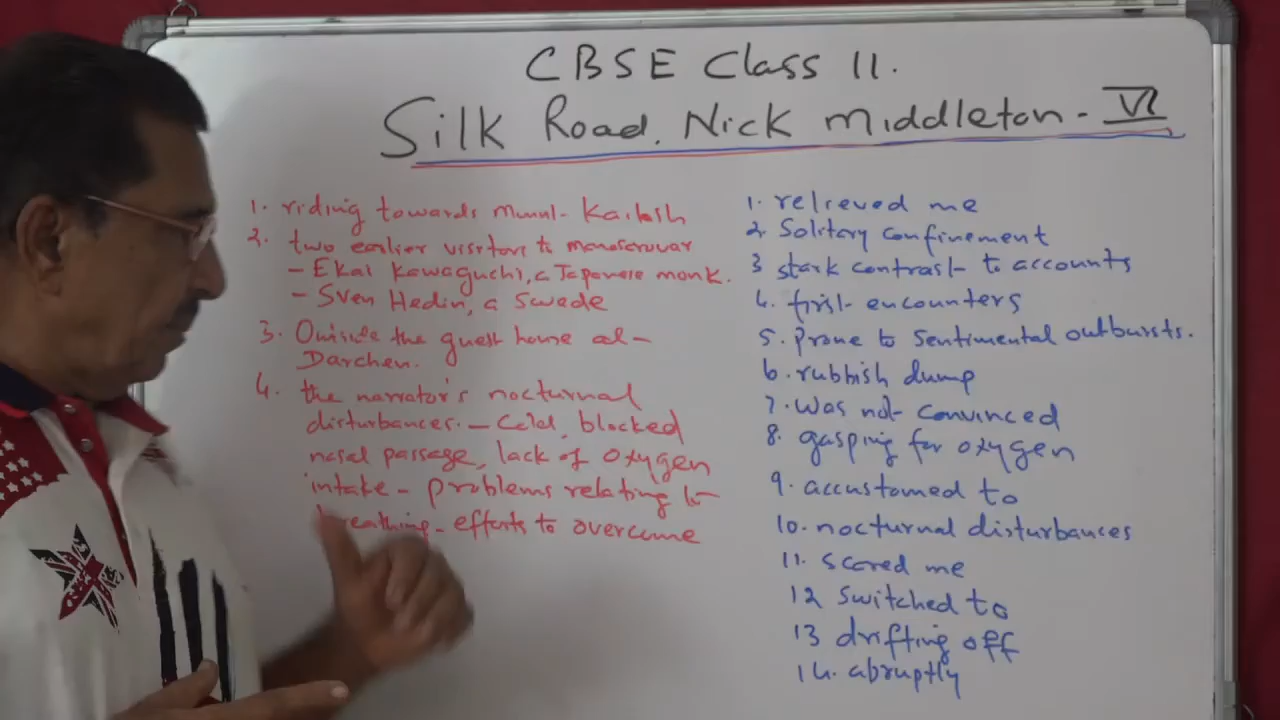 CBSE Class 11.
Silk Road. Nick Middleton - VI
1. riding towards Mount Kailash
2. two earlier visitors to Manasarovar
- Ekai Kawaguchi, a Japanese monk.
- Sven Hedin, a Swede
3. Outside the guest house at
Darchen.
4. the narrator's nocturnal
disturbances. - Cold, blocked
nasal passage, lack of oxygen
intake - problems relating to
breathing - efforts to overcome
1. relieved me
2. Solitary confinement
3 stark contrast to accounts
4. first encounters
5. Prone to sentimental outbursts.
6. rubbish dump
7. Was not convinced
8. gasping for oxygen
9. accustomed to
10. nocturnal disturbances
11. scared me
12 switched to
13 drifting off
14. abruptly